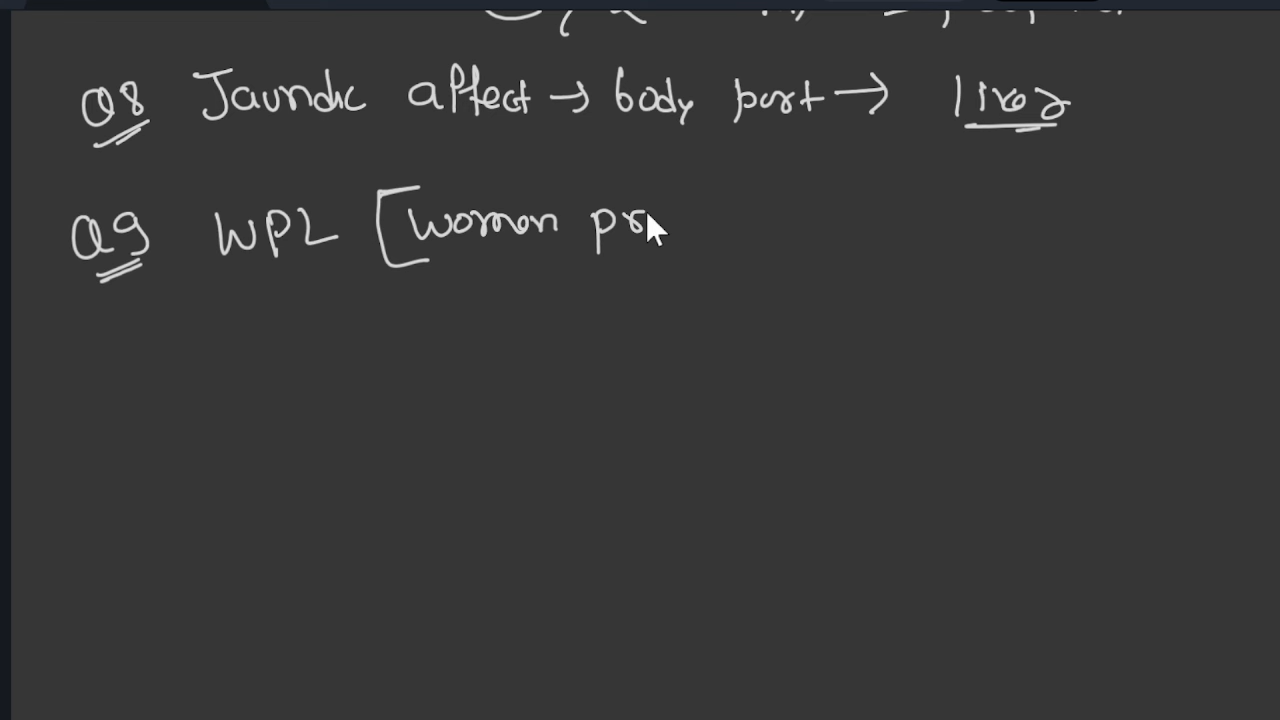 Q8 Jaundic affect → body part → liver
Q9 WPL [women pr